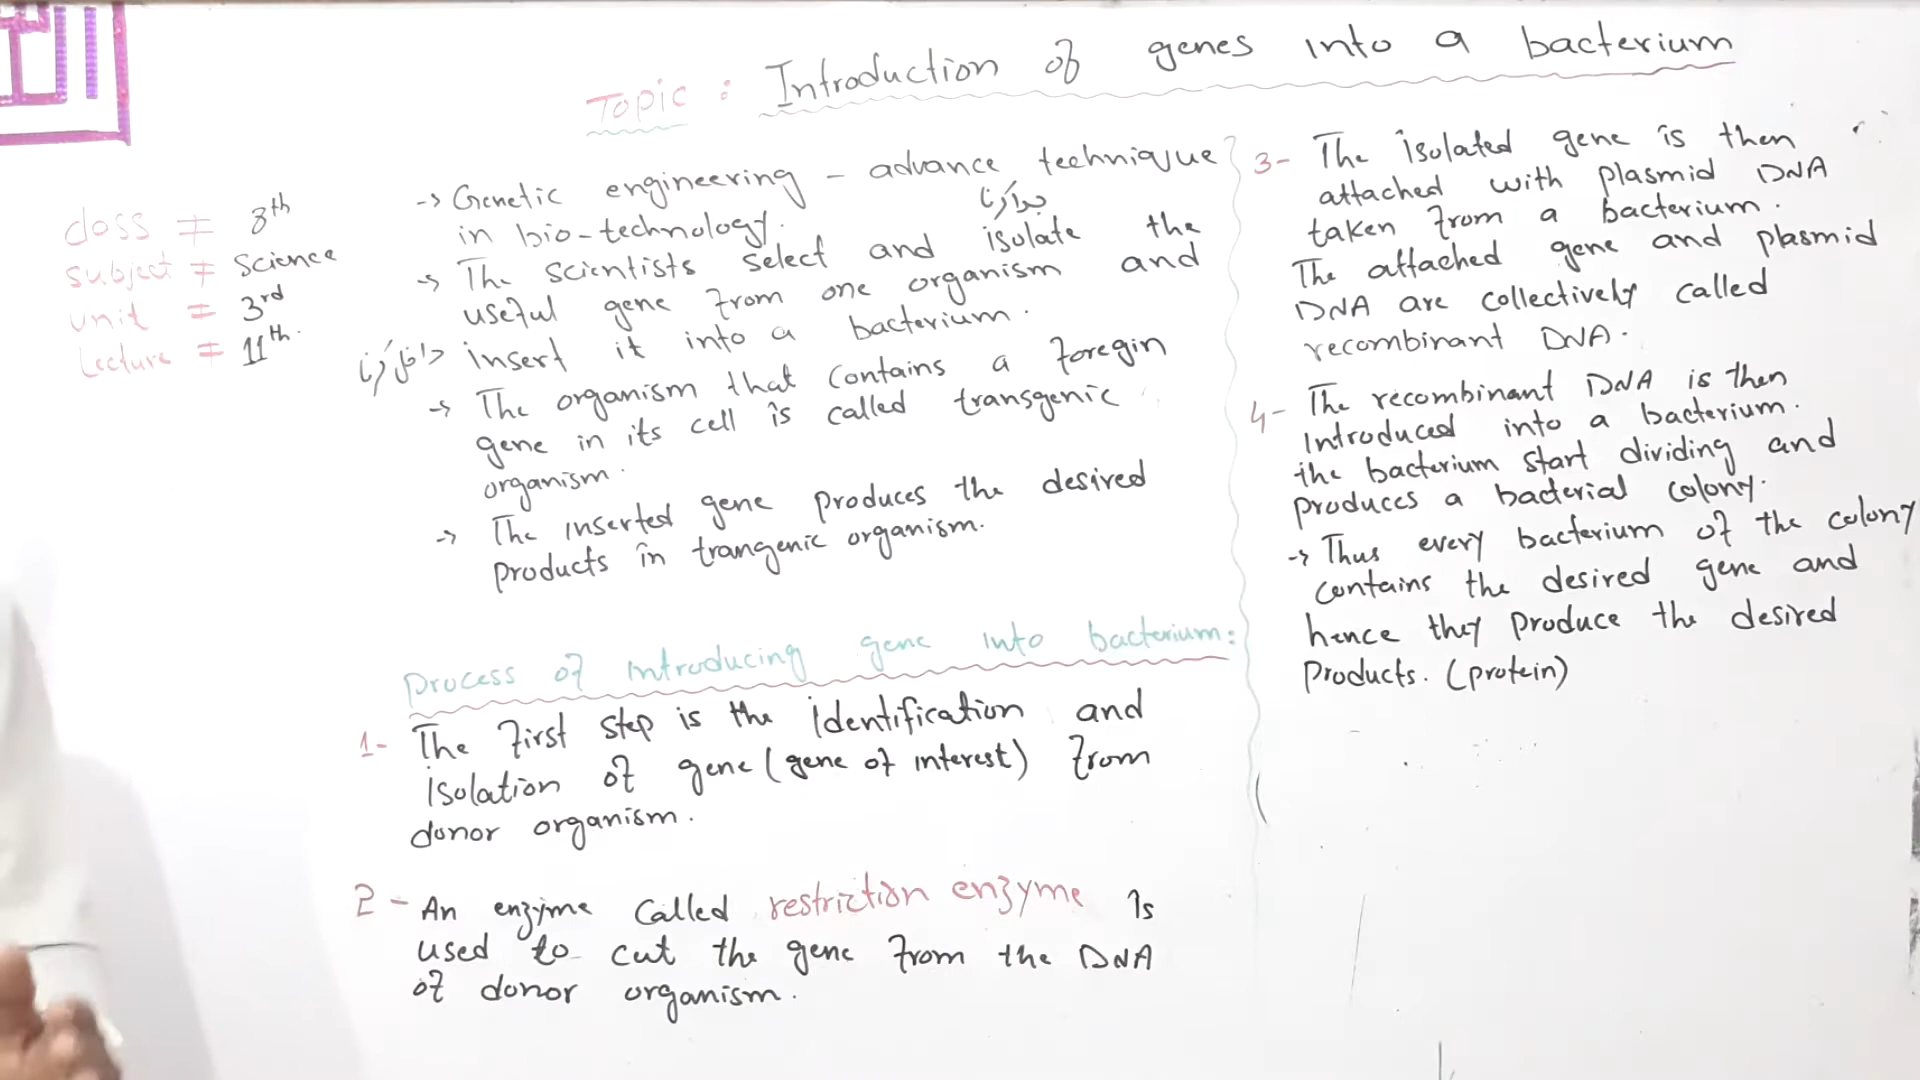 Topic : Introduction of genes into a bacterium
class = 8th
subject = Science
unit = 3rd
Lecture = 11th.
-> Genetic engineering - advance technique
in bio-technology.
جدا کرنا
-> The scientists select and isolate the
useful gene from one organism and
insert it into a bacterium.
داخل کرنا
-> The organism that contains a foregin
gene in its cell is called transgenic
organism.
-> The inserted gene produces the desired
products in trangenic organism.
Process of introducing gene into bacterium:
1- The first step is the identification and
isolation of gene (gene of interest) from
donor organism.
2- An enzyme called restriction enzyme is
used to cut the gene from the DNA
of donor organism.
3- The isolated gene is then
attached with plasmid DNA
taken from a bacterium.
The attached gene and plasmid
DNA are collectively called
recombinant DNA.
4- The recombinant DNA is then
introduced into a bacterium.
the bacterium start dividing and
produces a bacterial colony.
-> Thus every bacterium of the colony
contains the desired gene and
hence they produce the desired
products. (protein)